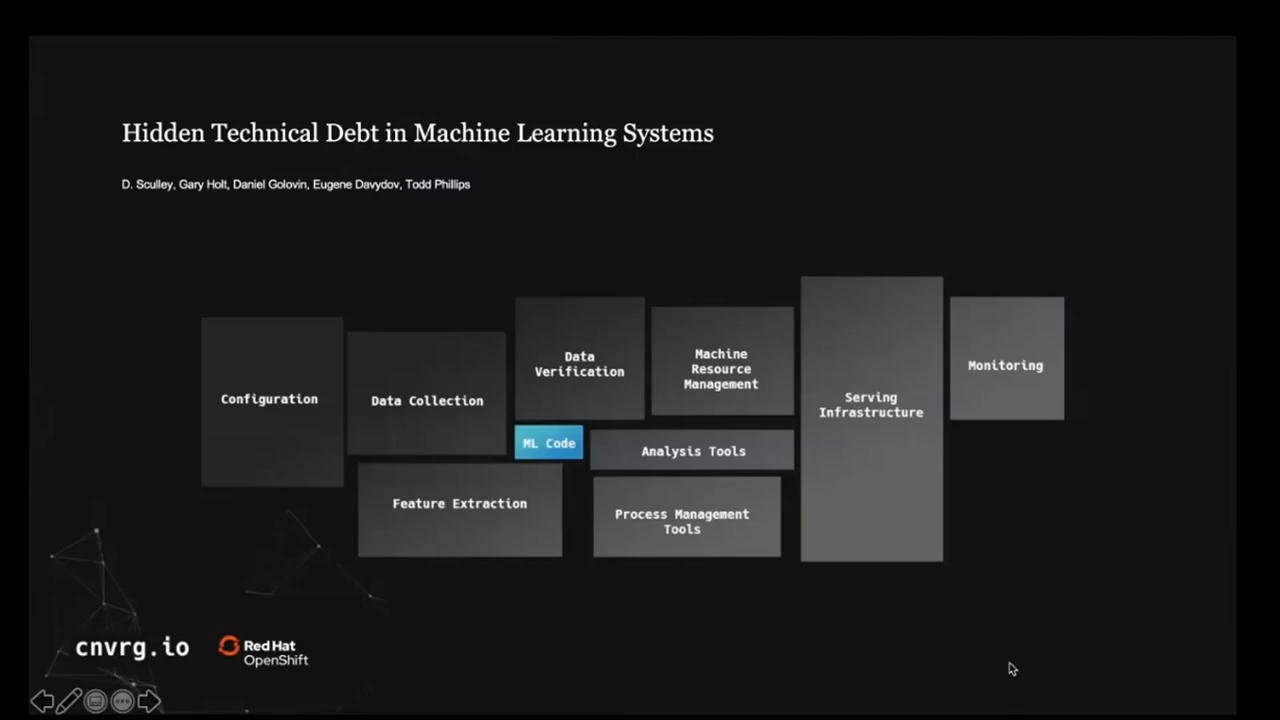 Hidden Technical Debt in Machine Learning Systems
D. Sculley, Gary Holt, Daniel Golovin, Eugene Davydov, Todd Phillips
Configuration
Data Collection
Data
Verification
Machine
Resource
Management
Serving
Infrastructure
Monitoring
ML Code
Analysis Tools
Feature Extraction
Process Management
Tools
cnvrg.io
Red Hat
OpenShift